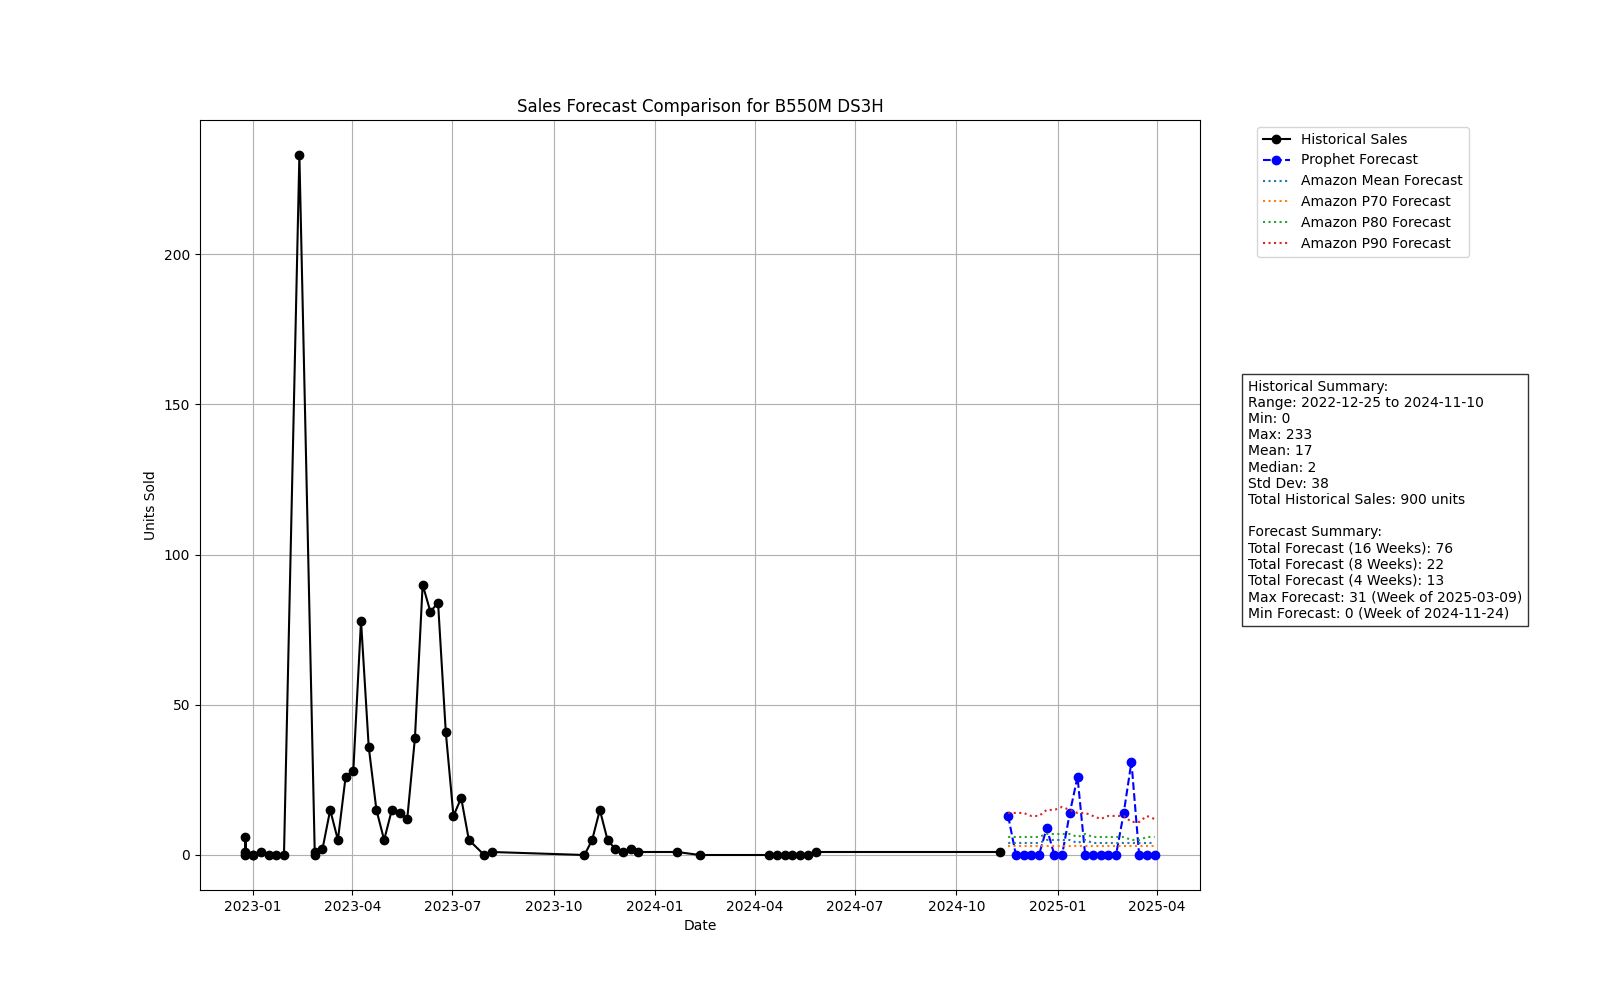 Sales Forecast Comparison for B550M DS3H
Historical Sales
Prophet Forecast
Amazon Mean Forecast
Amazon P70 Forecast
Amazon P80 Forecast
Amazon P90 Forecast
Units Sold
200
150
100
50
0
2023-01
2023-04
2023-07
2023-10
2024-01
2024-04
2024-07
2024-10
2025-01
2025-04
Date
Historical Summary:
Range: 2022-12-25 to 2024-11-10
Min: 0
Max: 233
Mean: 17
Median: 2
Std Dev: 38
Total Historical Sales: 900 units
Forecast Summary:
Total Forecast (16 Weeks): 76
Total Forecast (8 Weeks): 22
Total Forecast (4 Weeks): 13
Max Forecast: 31 (Week of 2025-03-09)
Min Forecast: 0 (Week of 2024-11-24)